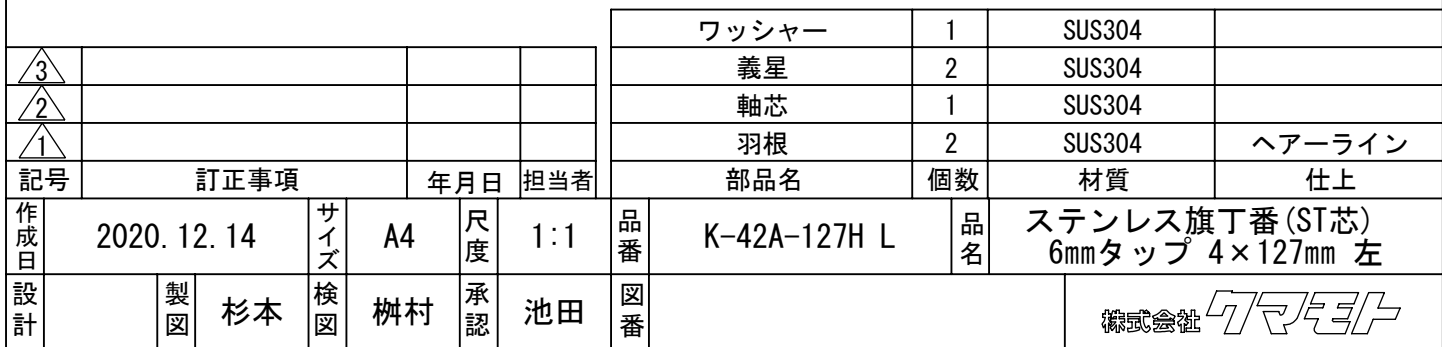 ワッシャー 1 SUS304
3 義星 2 SUS304
2 軸芯 1 SUS304
1 羽根 2 SUS304 ヘアーライン
記号 訂正事項 年月日 担当者 部品名 個数 材質 仕上
作成日 2020.12.14 サイズ A4 尺度 1:1 品番 K-42A-127H L 品名 ステンレス旗丁番(ST芯)
6mmタップ 4×127mm 左
設計 製図 杉本 検図 桝村 承認 池田 図番 株式会社クマモト